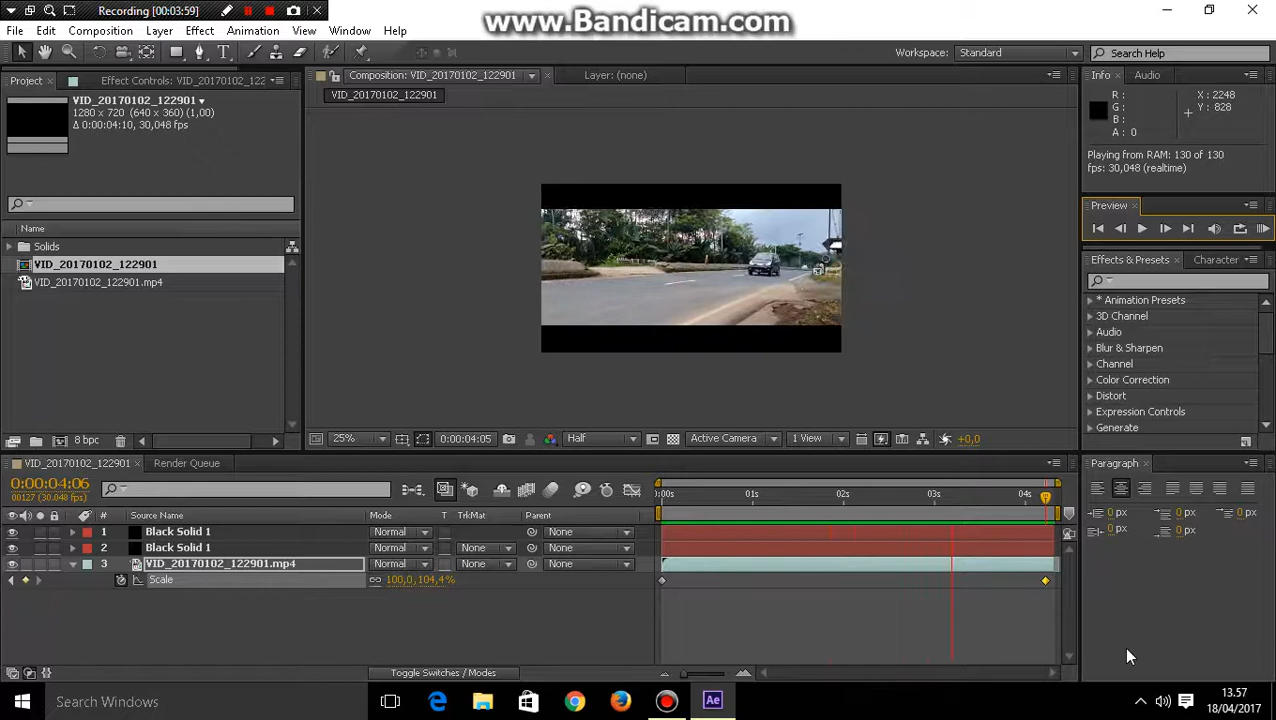 Recording [00:03:59]
www.Bandicam.com
File Edit Composition Layer Effect Animation View Window Help
Workspace: Standard Search Help
Project Effect Controls: VID_20170102_122
Composition: VID_20170102_122901 Layer: (none)
Info Audio
VID_20170102_122901
VID_20170102_122901
1280 x 720 (640 x 360) (1,00)
Δ 0:00:04:10, 30,048 fps
R :
G :
B :
A : 0
X : 2248
Y : 828
Playing from RAM: 130 of 130
fps: 30,048 (realtime)
Preview
Name
Solids
VID_20170102_122901
VID_20170102_122901.mp4
Effects & Presets Character
* Animation Presets
3D Channel
Audio
Blur & Sharpen
Channel
Color Correction
Distort
Expression Controls
Generate
8 bpc
25% 0:00:04:05 Half Active Camera 1 View +0,0
VID_20170102_122901 Render Queue
Paragraph
0:00:04:06
00127 (30.048 fps)
:00s 01s 02s 03s 04s
# Source Name Mode T TrkMat Parent
1 Black Solid 1 Normal None
2 Black Solid 1 Normal None None
3 VID_20170102_122901.mp4 Normal None None
Scale 100,0,104,4%
0 px 0 px 0 px
0 px 0 px
Toggle Switches / Modes
Search Windows
Ae
13.57
18/04/2017